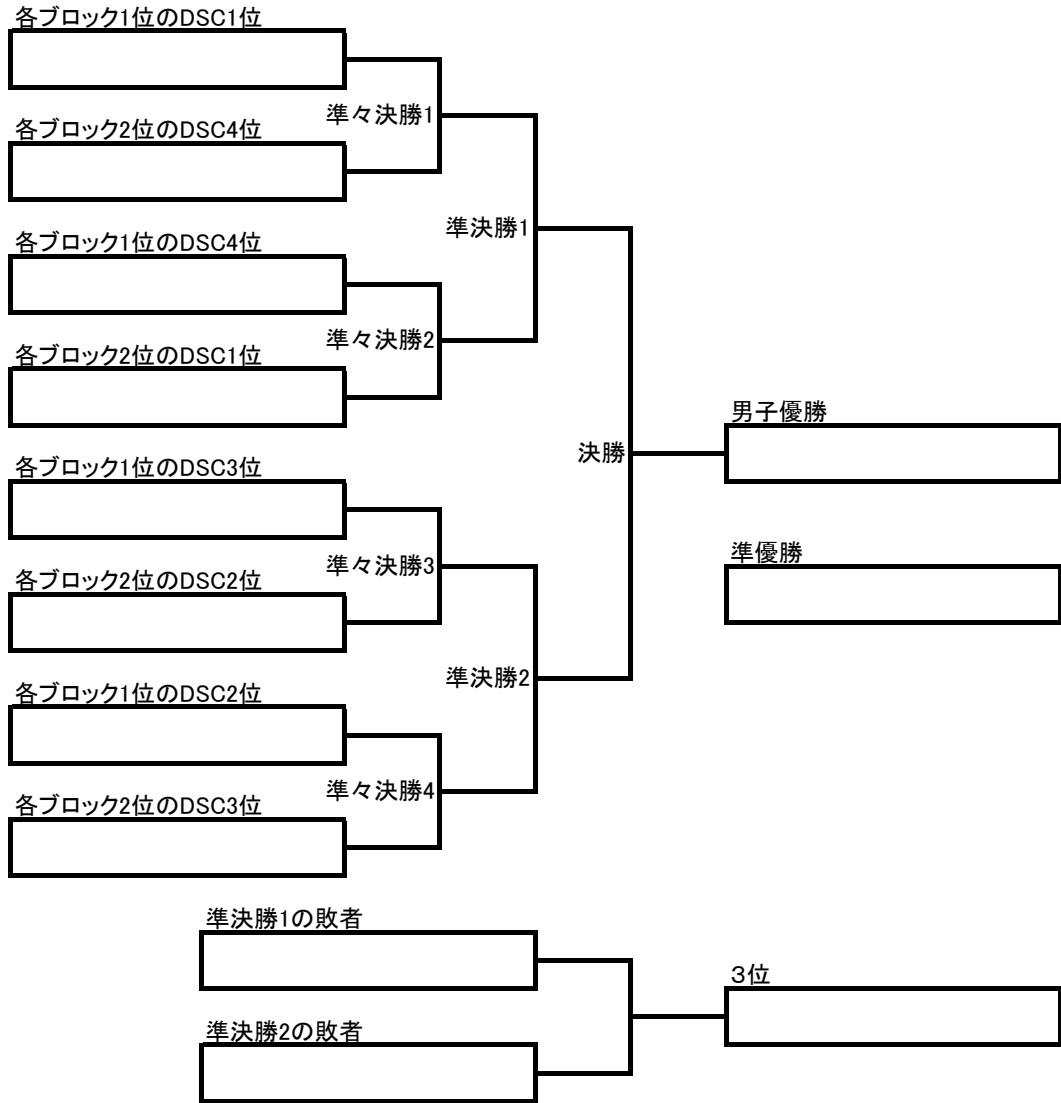 各ブロック1位のDSC1位
準々決勝1
各ブロック2位のDSC4位
準決勝1
各ブロック1位のDSC4位
準々決勝2
各ブロック2位のDSC1位
男子優勝
決勝
各ブロック1位のDSC3位
準々決勝3
準優勝
各ブロック2位のDSC2位
準決勝2
各ブロック1位のDSC2位
準々決勝4
各ブロック2位のDSC3位
準決勝1の敗者
３位
準決勝2の敗者